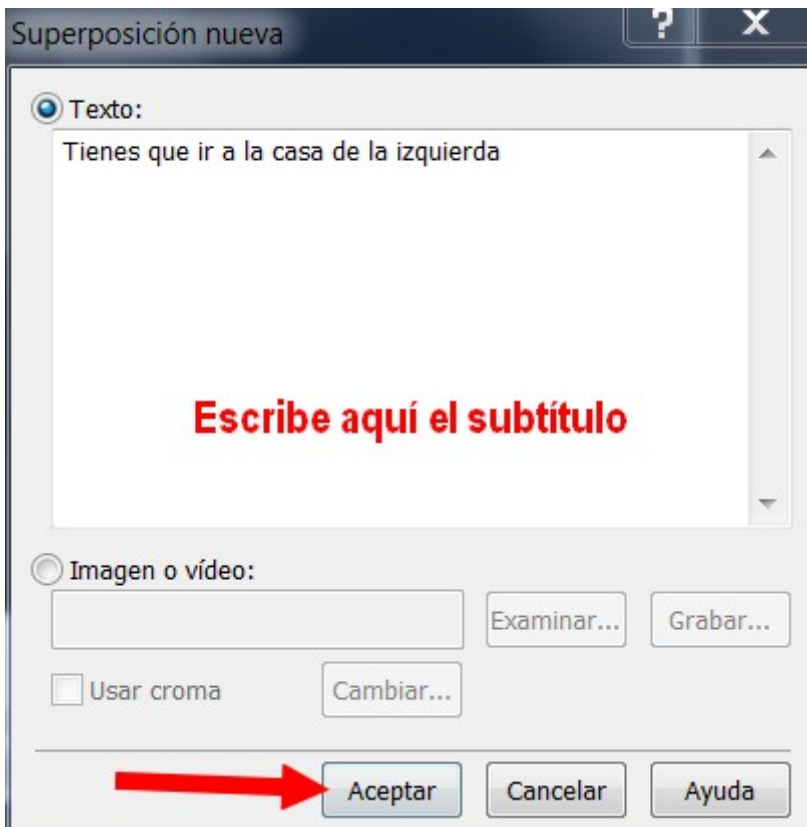 Superposición nueva
? X
Texto:
Tienes que ir a la casa de la izquierda
Escribe aquí el subtítulo
Imagen o vídeo:
Examinar... Grabar...
Usar croma Cambiar...
Aceptar Cancelar Ayuda